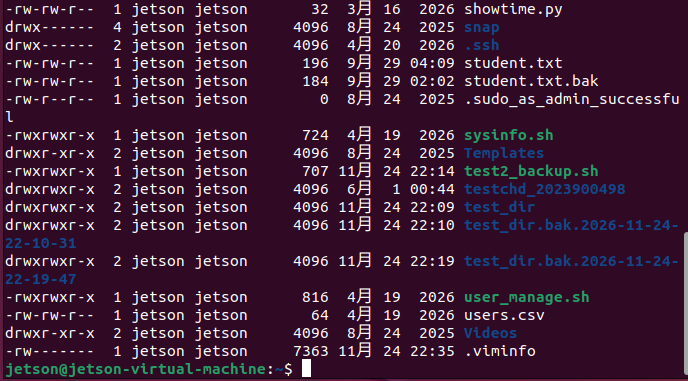 -rw-rw-r--  1 jetson jetson      32  3月 16  2026 showtime.py
drwx------  4 jetson jetson    4096  8月 24  2025 snap
drwx------  2 jetson jetson    4096  4月 20  2026 .ssh
-rw-rw-r--  1 jetson jetson     196  9月 29 04:09 student.txt
-rw-rw-r--  1 jetson jetson     184  9月 29 02:02 student.txt.bak
-rw-r--r--  1 jetson jetson       0  8月 24  2025 .sudo_as_admin_successfu
l
-rwxrwxr-x  1 jetson jetson     724  4月 19  2026 sysinfo.sh
drwxr-xr-x  2 jetson jetson    4096  8月 24  2025 Templates
-rwxrwxr-x  1 jetson jetson     707 11月 24 22:14 test2_backup.sh
drwxrwxr-x  2 jetson jetson    4096  6月  1 00:44 testchd_2023900498
drwxrwxr-x  2 jetson jetson    4096 11月 24 22:09 test_dir
drwxrwxr-x  2 jetson jetson    4096 11月 24 22:10 test_dir.bak.2026-11-24-
22-10-31
drwxrwxr-x  2 jetson jetson    4096 11月 24 22:19 test_dir.bak.2026-11-24-
22-19-47
-rwxrwxr-x  1 jetson jetson     816  4月 19  2026 user_manage.sh
-rw-rw-r--  1 jetson jetson      64  4月 19  2026 users.csv
drwxr-xr-x  2 jetson jetson    4096  8月 24  2025 Videos
-rw-------  1 jetson jetson    7363 11月 24 22:35 .viminfo
jetson@jetson-virtual-machine:~$